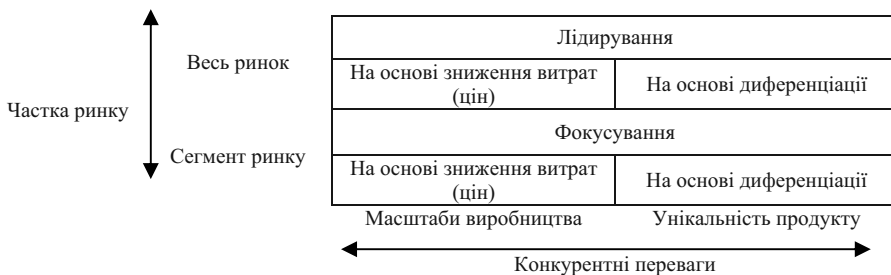 Лідирування
Весь ринок
На основі зниження витрат
(цін)
На основі диференціації
Частка ринку
Фокусування
Сегмент ринку
На основі зниження витрат
(цін)
На основі диференціації
Масштаби виробництва
Унікальність продукту
Конкурентні переваги